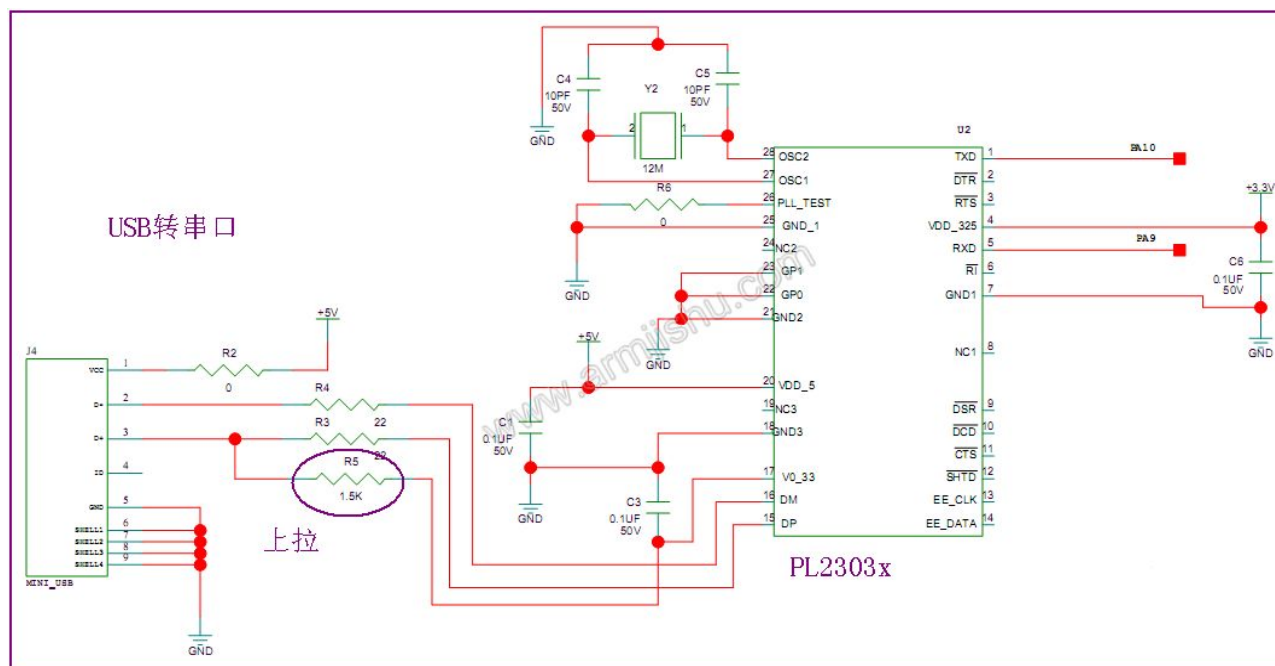 C4
10PF
50V
C5
10PF
50V
Y2
2
1
12M
GND
U2
28
OSC2
27
OSC1
26
PLL_TEST
25
GND_1
24
NC2
23
GP1
22
GP0
21
GND2
20
VDD_5
19
NC3
18
GND3
17
V0_33
16
DM
15
DP
TXD
1
DTR
2
RTS
3
VDD_325
4
RXD
5
RI
6
GND1
7
NC1
8
DSR
9
DCD
10
CTS
11
SHTD
12
EE_CLK
13
EE_DATA
14
PL2303x
PA10
PA9
+3.3V
C6
0.1UF
50V
GND
R6
0
GND
GND
+5V
C1
0.1UF
50V
GND
C3
0.1UF
50V
USB转串口
+5V
R2
0
R4
22
R3
22
R5
1.5K
上拉
J4
VCC
1
D+
2
D+
3
ID
4
GND
5
SHELL1
6
SHELL2
7
SHELL3
8
SHELL4
9
MINI_USB
GND
www.armjishu.com